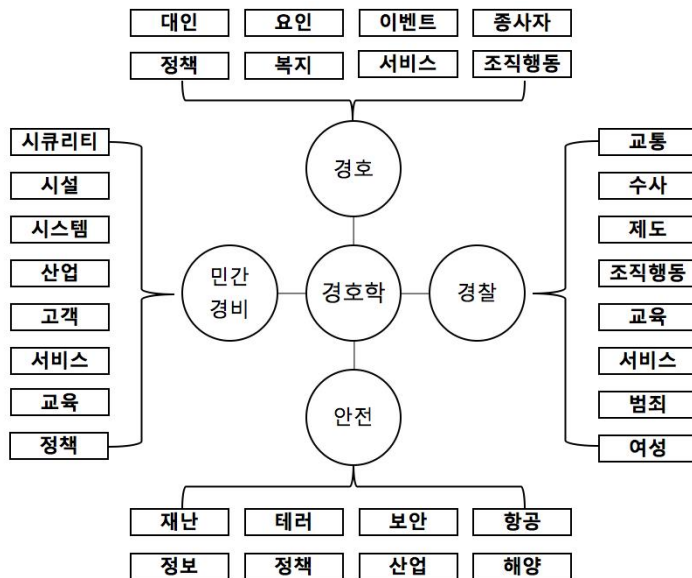 대인 요인 이벤트 종사자
정책 복지 서비스 조직행동
시큐리티
시설
시스템
산업
고객
서비스
교육
정책
경호
민간
경비
경호학
경찰
안전
교통
수사
제도
조직행동
교육
서비스
범죄
여성
재난 테러 보안 항공
정보 정책 산업 해양